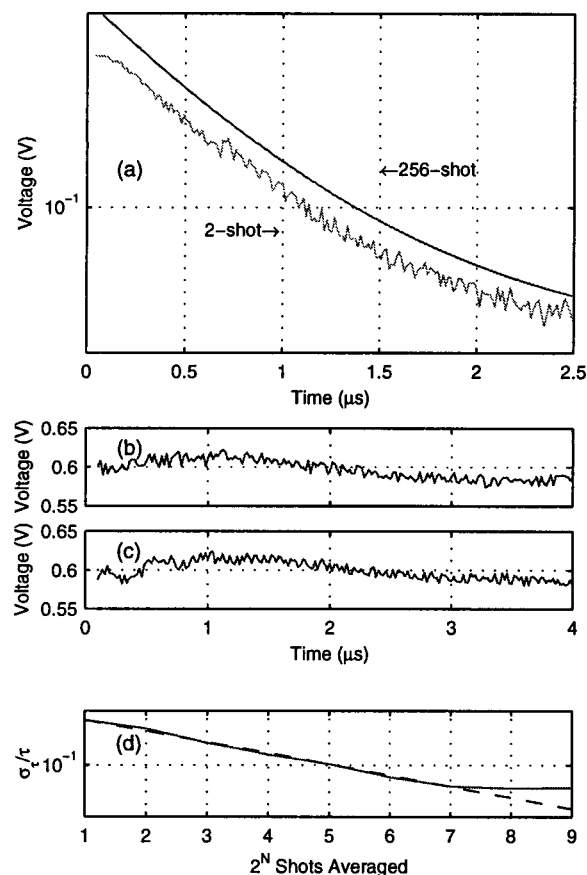 Voltage (V)
10⁻¹
(a)
←256−shot
2−shot→
0 0.5 1 1.5 2 2.5
Time (μs)
Voltage (V)
0.65
0.6
0.55
(b)
Voltage (V)
0.65
0.6
0.55
(c)
0 1 2 3 4
Time (μs)
σ_τ/τ
10⁻¹
(d)
1 2 3 4 5 6 7 8 9
2ᴺ Shots Averaged